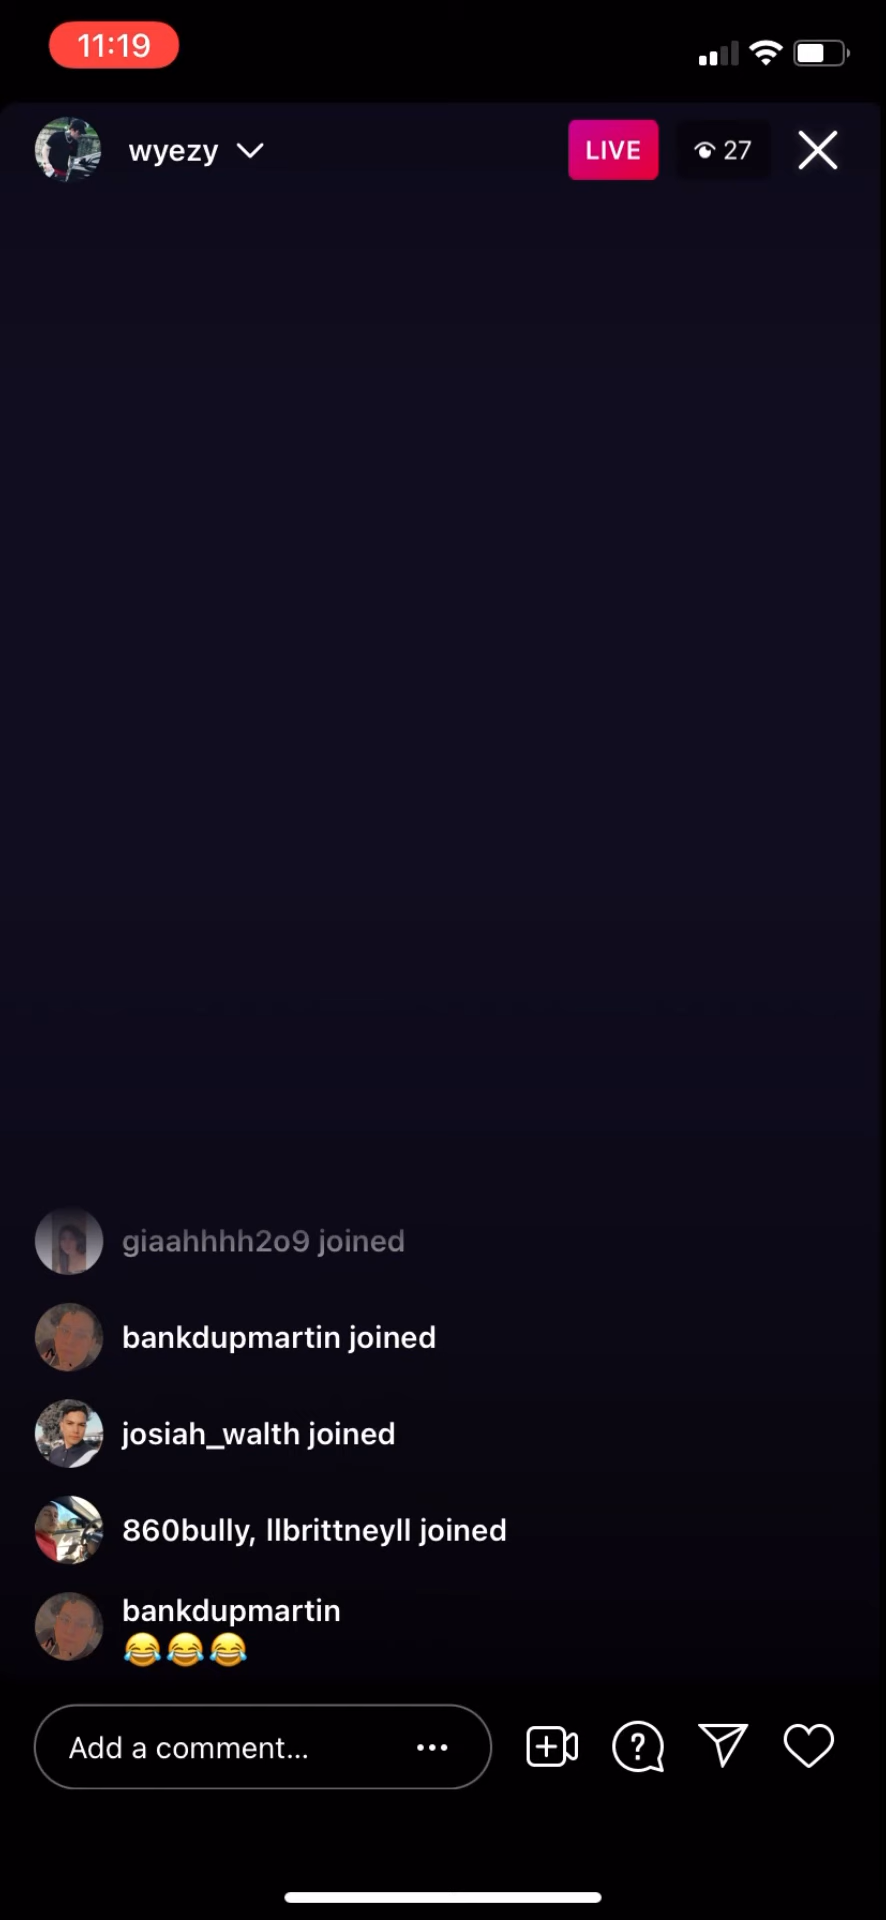 11:19
wyezy LIVE 27
giaahhhh2o9 joined
bankdupmartin joined
josiah_walth joined
860bully, llbrittneyll joined
bankdupmartin
😂😂😂
Add a comment...